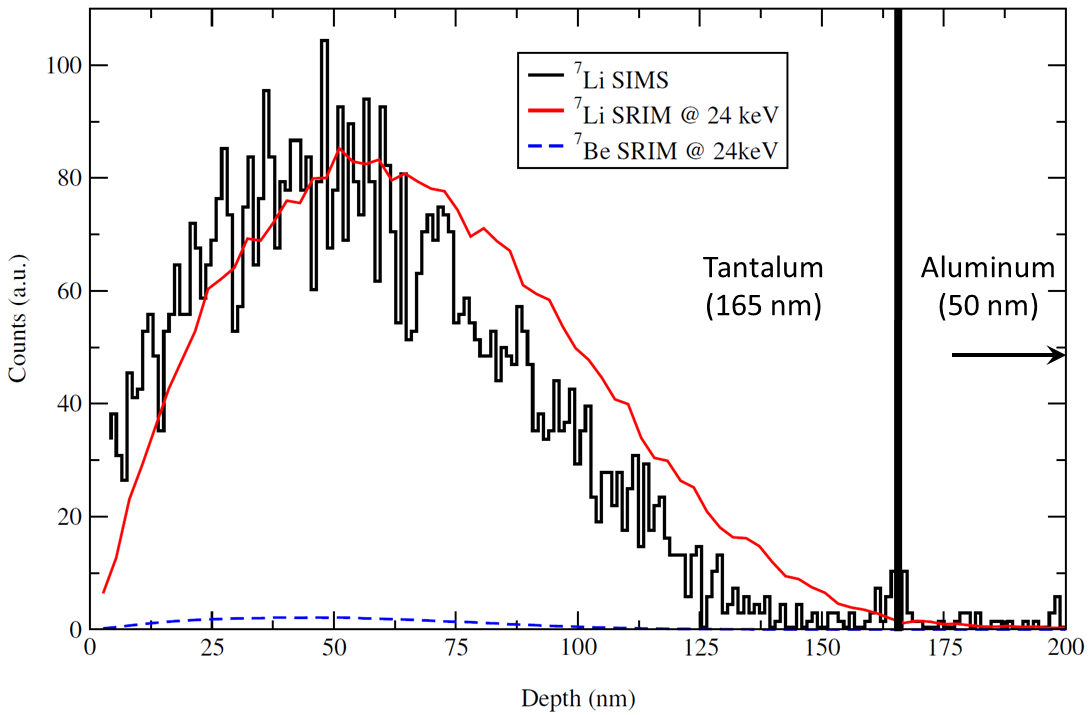 100
80
60
40
20
0
Counts (a.u.)
⁷Li SIMS
⁷Li SRIM @ 24 keV
⁷Be SRIM @ 24keV
Tantalum
(165 nm)
Aluminum
(50 nm)
0 25 50 75 100 125 150 175 200
Depth (nm)